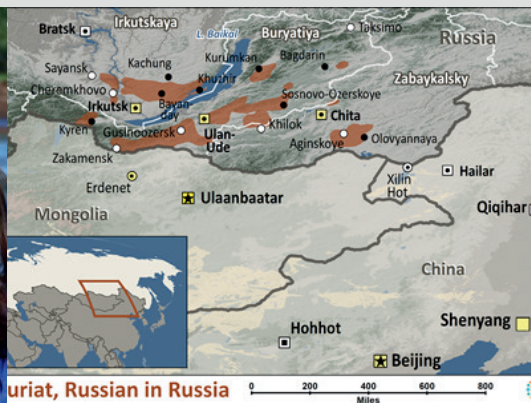 Bratsk
Irkutskaya
L. Baikal
Buryatiya
Taksimo
Russia
Sayansk
Kachung
Kurumkan
Bagdarin
Cheremkhovo
Khuzhir
Zabaykalsky
Irkutsk
Bayan
day
Sosnovo-Ozerskoye
Kyren
Gusinoozersk
Ulan-
Ude
Khilok
Chita
Zakamensk
Aginskoye
Olovyannaya
Erdenet
Xilin
Hot
Hailar
Ulaanbaatar
Mongolia
Qiqihar
China
Hohhot
Shenyang
Beijing
uriat, Russian in Russia
0 200 400 600 800
Miles